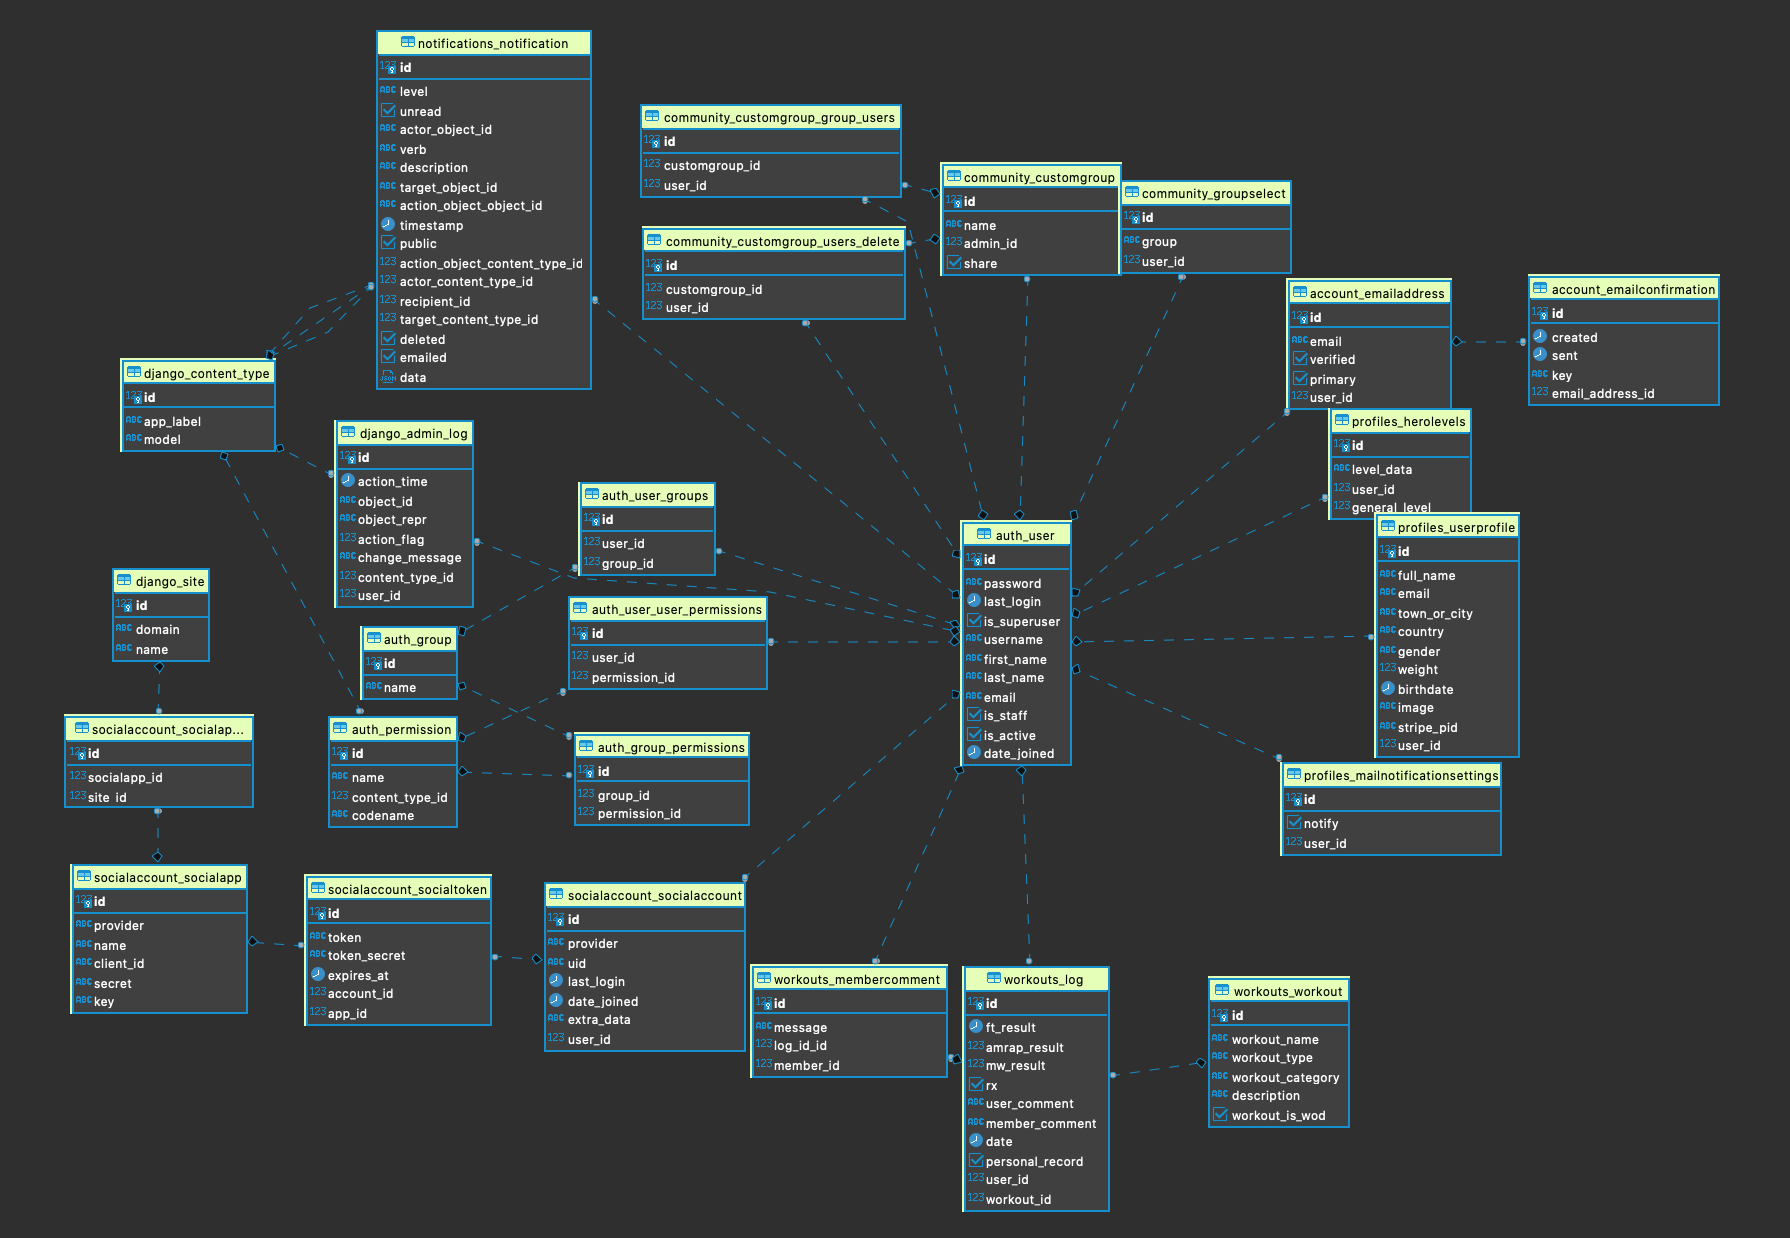 notifications_notification
id
level
unread
actor_object_id
verb
description
target_object_id
action_object_object_id
timestamp
public
action_object_content_type_id
actor_content_type_id
recipient_id
target_content_type_id
deleted
emailed
data
community_customgroup_group_users
id
customgroup_id
user_id
community_customgroup_users_delete
id
customgroup_id
user_id
community_customgroup
id
name
admin_id
share
community_groupselect
id
group
user_id
account_emailaddress
id
email
verified
primary
user_id
account_emailconfirmation
id
created
sent
key
email_address_id
django_content_type
id
app_label
model
django_admin_log
id
action_time
object_id
object_repr
action_flag
change_message
content_type_id
user_id
profiles_herolevels
id
level_data
user_id
general_level
auth_user_groups
id
user_id
group_id
auth_user
id
password
last_login
is_superuser
username
first_name
last_name
email
is_staff
is_active
date_joined
profiles_userprofile
id
full_name
email
town_or_city
country
gender
weight
birthdate
image
stripe_pid
user_id
django_site
id
domain
name
auth_group
id
name
auth_user_user_permissions
id
user_id
permission_id
socialaccount_socialap...
id
socialapp_id
site_id
auth_permission
id
name
content_type_id
codename
auth_group_permissions
id
group_id
permission_id
profiles_mailnotificationsettings
id
notify
user_id
socialaccount_socialapp
id
provider
name
client_id
secret
key
socialaccount_socialtoken
id
token
token_secret
expires_at
account_id
app_id
socialaccount_socialaccount
id
provider
uid
last_login
date_joined
extra_data
user_id
workouts_membercomment
id
message
log_id_id
member_id
workouts_log
id
ft_result
amrap_result
mw_result
rx
user_comment
member_comment
date
personal_record
user_id
workout_id
workouts_workout
id
workout_name
workout_type
workout_category
description
workout_is_wod